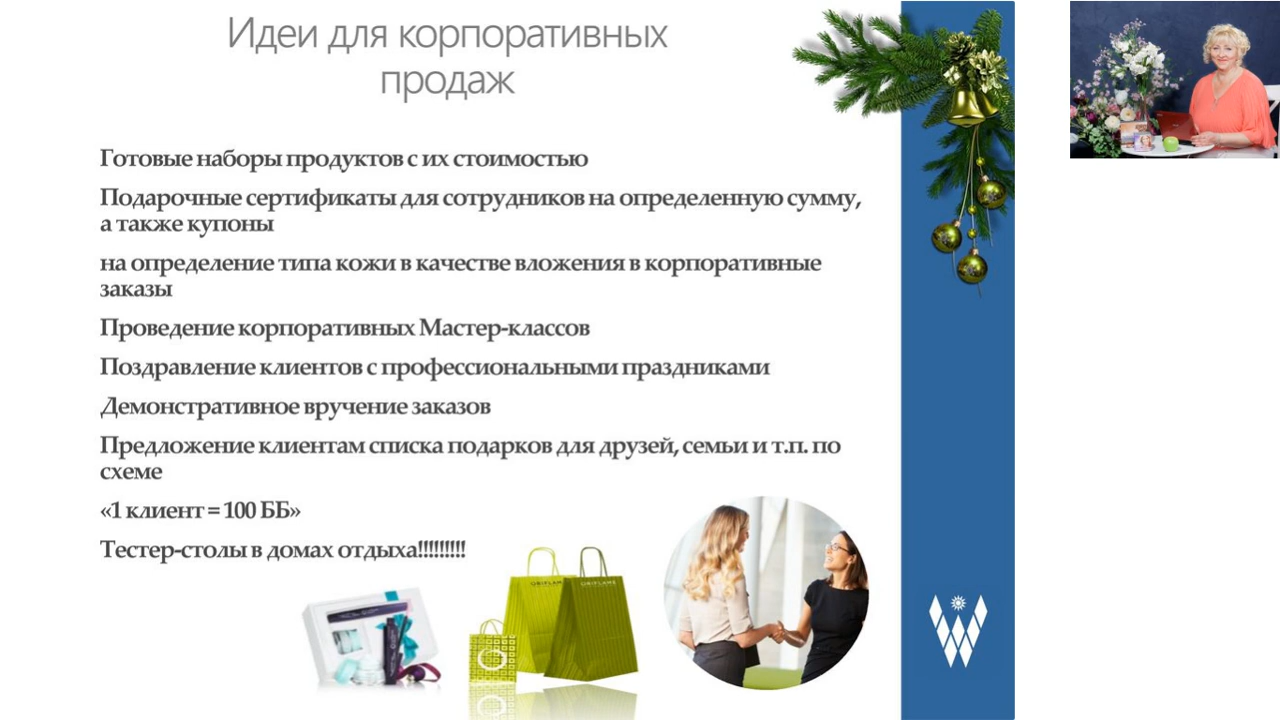 Идеи для корпоративных
продаж
Готовые наборы продуктов с их стоимостью
Подарочные сертификаты для сотрудников на определенную сумму,
а также купоны
на определение типа кожи в качестве вложения в корпоративные
заказы
Проведение корпоративных Мастер-классов
Поздравление клиентов с профессиональными праздниками
Демонстративное вручение заказов
Предложение клиентам списка подарков для друзей, семьи и т.п. по
схеме
«1 клиент = 100 ББ»
Тестер-столы в домах отдыха!!!!!!!!!
ORIFLAME
ORIFLAME